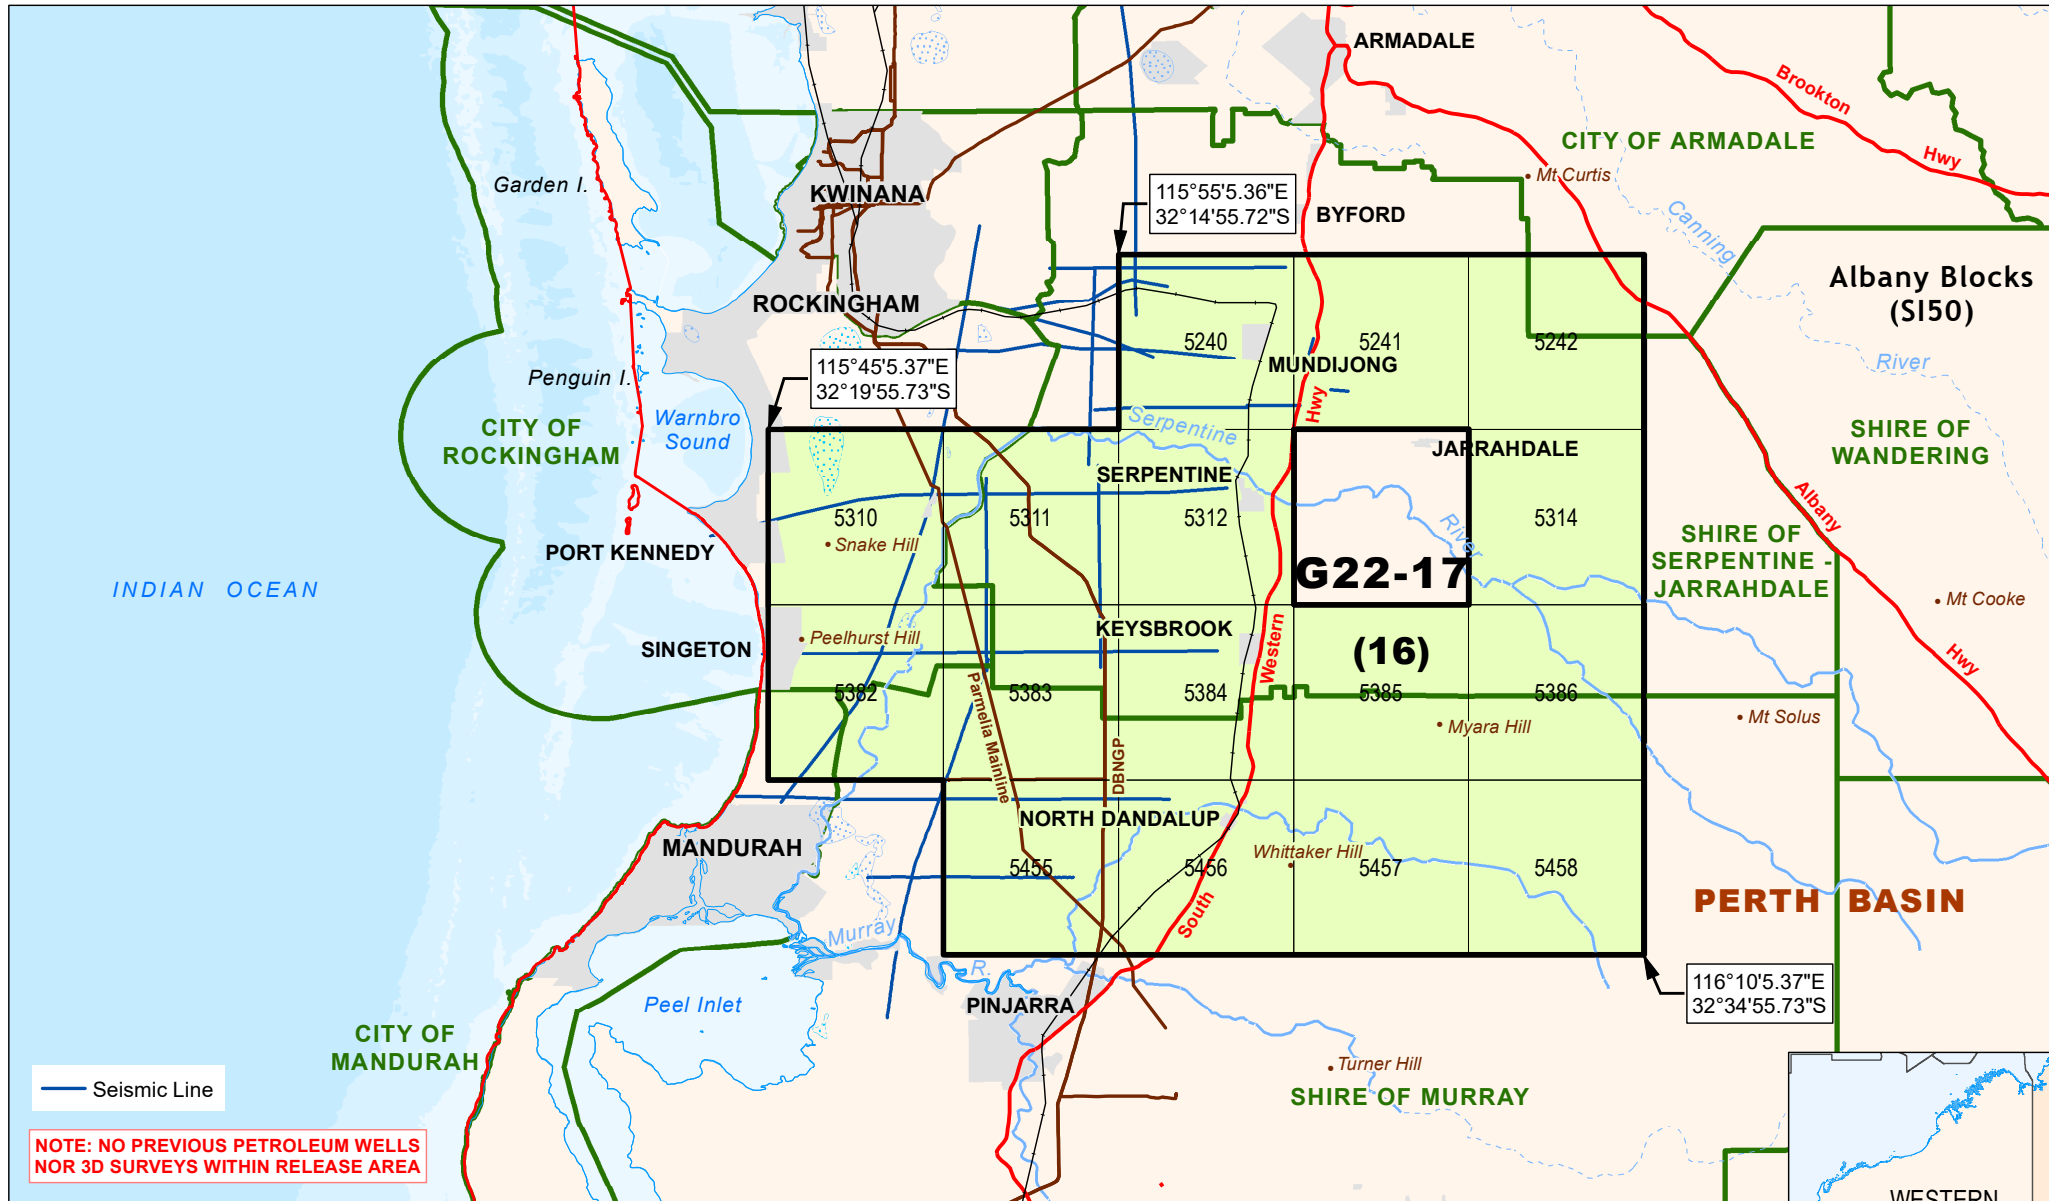 ARMADALE
Brookton
Hwy
CITY OF ARMADALE
Mt Curtis
Garden I.
KWINANA
115°55'5.36"E
32°14'55.72"S
BYFORD
Canning
River
Albany Blocks
(SI50)
ROCKINGHAM
5240
5241
5242
MUNDIJONG
115°45'5.37"E
32°19'55.73"S
Penguin I.
Warnbro
Sound
CITY OF
ROCKINGHAM
Serpentine
River
Hwy
JARRAHDALE
SHIRE OF
WANDERING
SERPENTINE
5310
5311
5312
5314
Snake Hill
PORT KENNEDY
G22-17
(16)
Albany
Hwy
SHIRE OF
SERPENTINE -
JARRAHDALE
Mt Cooke
INDIAN OCEAN
Peelhurst Hill
SINGETON
KEYSBROOK
Western
5382
5383
5384
5385
5386
Parmelia Mainline
DBNGP
Myara Hill
Mt Solus
NORTH DANDALUP
MANDURAH
Whittaker Hill
5455
5456
5457
5458
South
PERTH BASIN
Murray
R.
Peel Inlet
PINJARRA
116°10'5.37"E
32°34'55.73"S
CITY OF
MANDURAH
Turner Hill
SHIRE OF MURRAY
Seismic Line
NOTE: NO PREVIOUS PETROLEUM WELLS
NOR 3D SURVEYS WITHIN RELEASE AREA
WESTERN